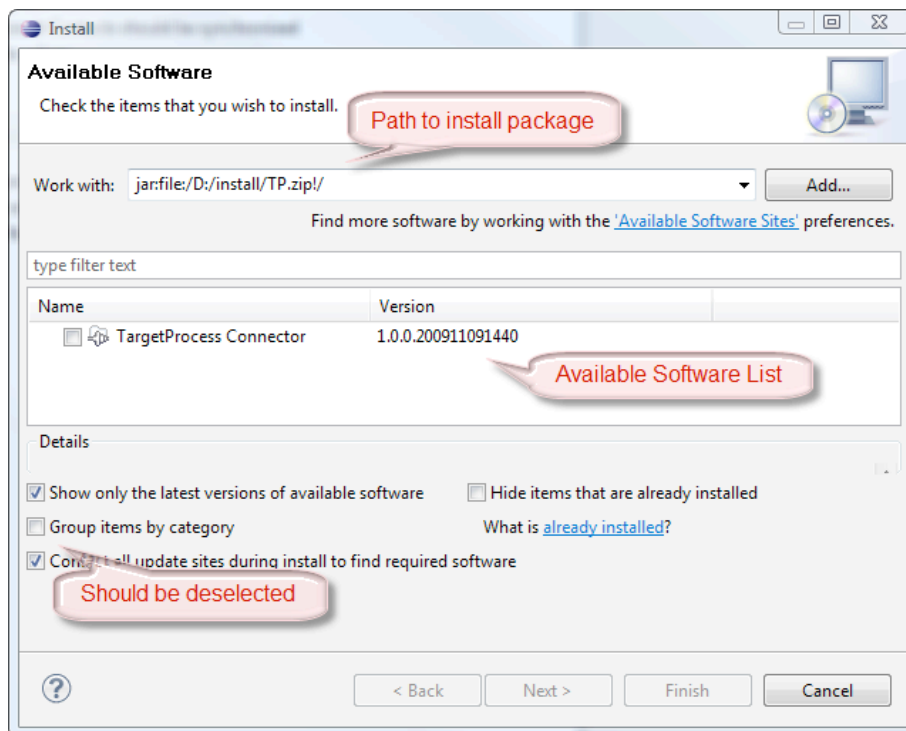 Install
Available Software
Check the items that you wish to install.
Path to install package
Work with: jar:file:/D:/install/TP.zip!/ Add...
Find more software by working with the 'Available Software Sites' preferences.
type filter text
Name Version
TargetProcess Connector 1.0.0.200911091440
Available Software List
Details
Show only the latest versions of available software Hide items that are already installed
Group items by category What is already installed?
Contact all update sites during install to find required software
Should be deselected
? < Back Next > Finish Cancel